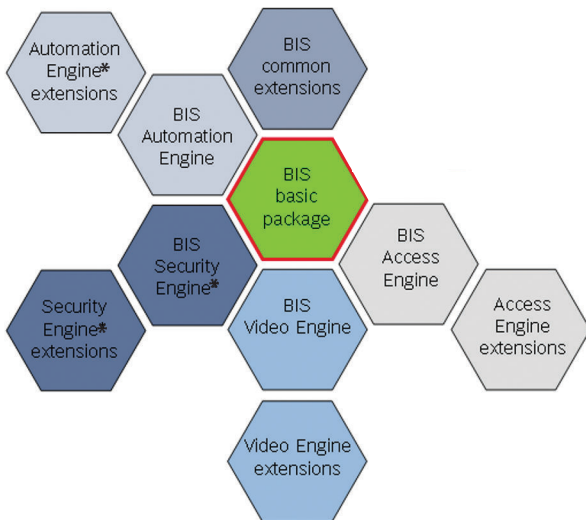 Automation
Engine*
extensions
BIS
common
extensions
BIS
Automation
Engine
BIS
basic
package
BIS
Security
Engine*
BIS
Access
Engine
Security
Engine*
extensions
BIS
Video Engine
Access
Engine
extensions
Video Engine
extensions